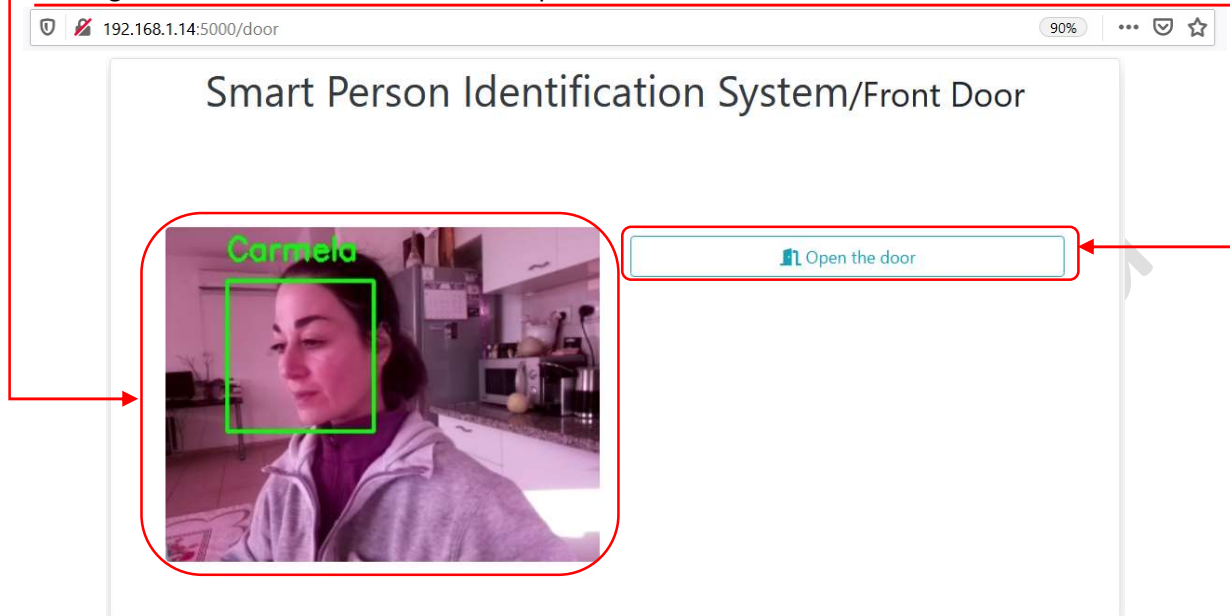 192.168.1.14:5000/door
90%
Smart Person Identification System/Front Door
Carmela
Open the door